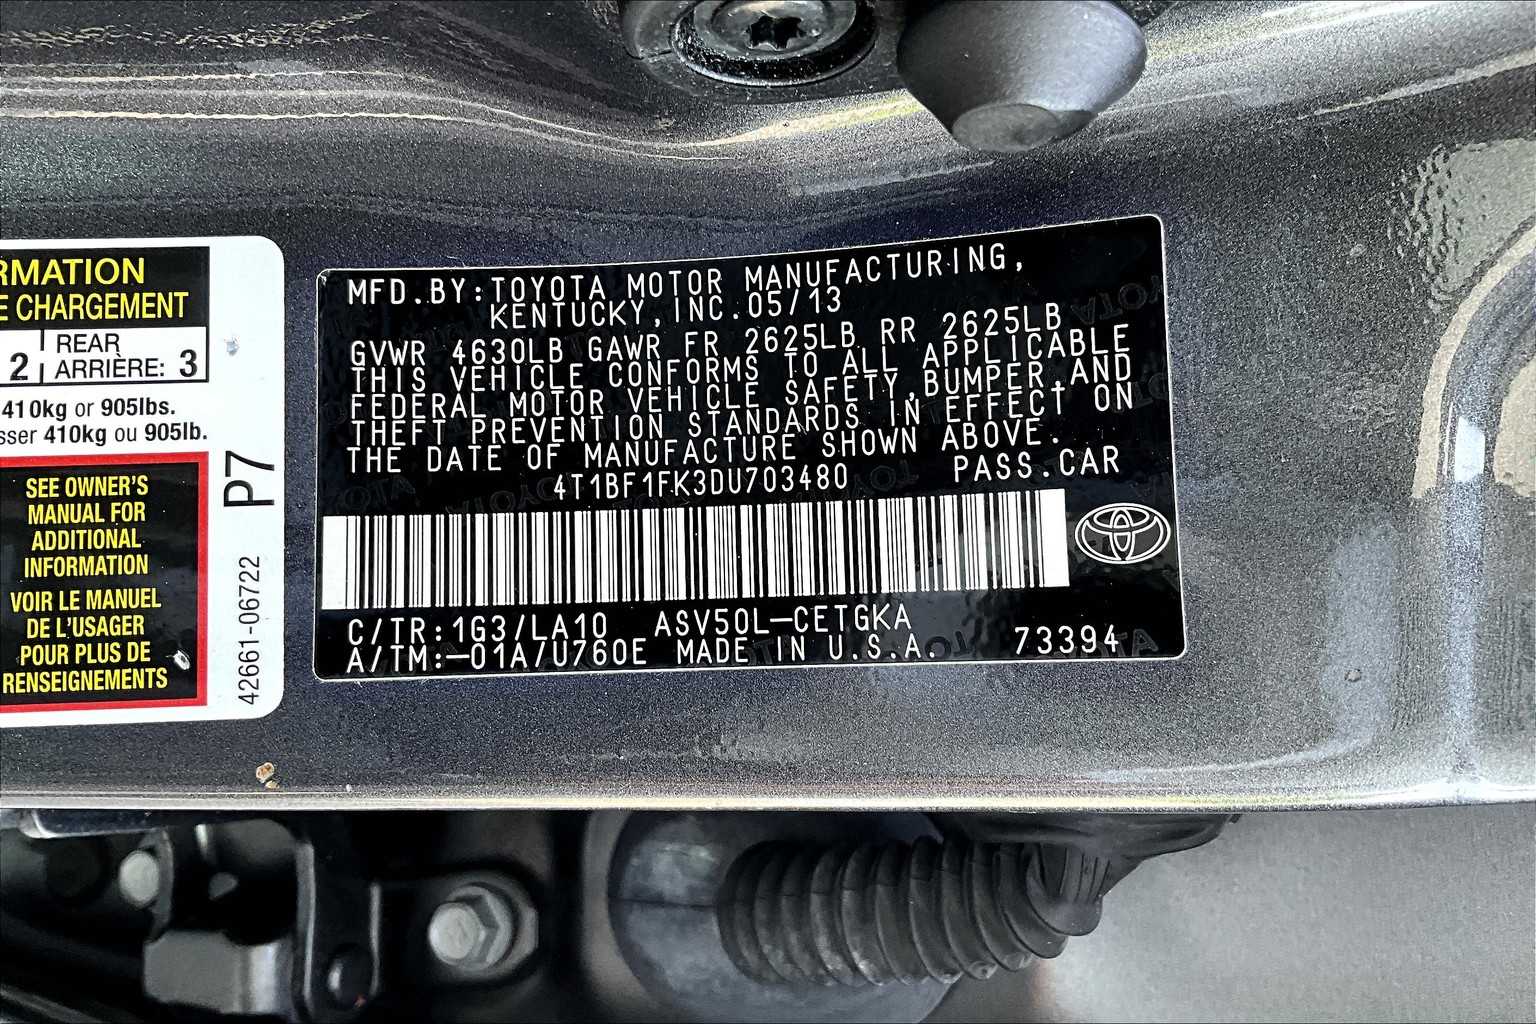 RMATION
E CHARGEMENT
2 REAR ARRIÈRE: 3
410kg or 905lbs.
sser 410kg ou 905lb.
SEE OWNER'S
MANUAL FOR
ADDITIONAL
INFORMATION
VOIR LE MANUEL
DE L'USAGER
POUR PLUS DE
RENSEIGNEMENTS
P7
42661-06722
MFD.BY:TOYOTA MOTOR MANUFACTURING,
KENTUCKY,INC.05/13
GVWR 4630LB GAWR FR 2625LB RR 2625LB
THIS VEHICLE CONFORMS TO ALL APPLICABLE
FEDERAL MOTOR VEHICLE SAFETY,BUMPER,AND
THEFT PREVENTION STANDARDS IN EFFECT ON
THE DATE OF MANUFACTURE SHOWN ABOVE.
4T1BF1FK3DU703480 PASS.CAR
C/TR:1G3/LA10 ASV50L-CETGKA
A/TM:-01A/U760E MADE IN U.S.A. 73394